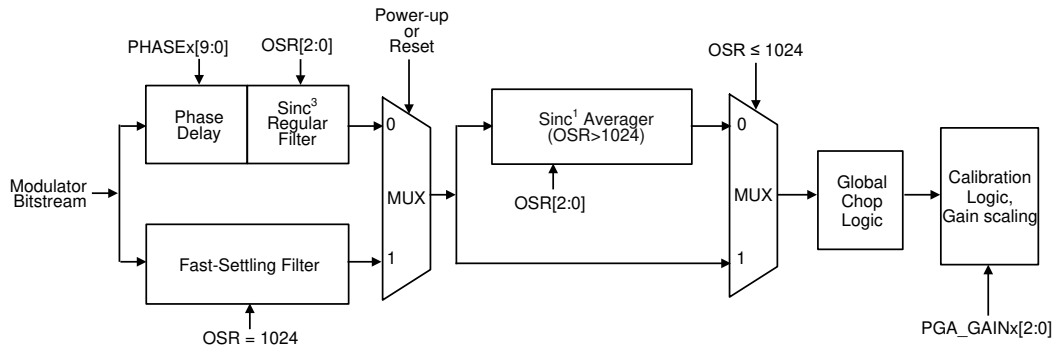 Power-up
or
Reset
PHASEx[9:0]
OSR[2:0]
OSR ≤ 1024
Phase
Delay
Sinc³
Regular
Filter
0
Sinc¹ Averager
(OSR>1024)
0
Modulator
Bitstream
MUX
OSR[2:0]
MUX
Global
Chop
Logic
Calibration
Logic,
Gain scaling
Fast-Settling Filter
1
1
OSR = 1024
PGA_GAINx[2:0]